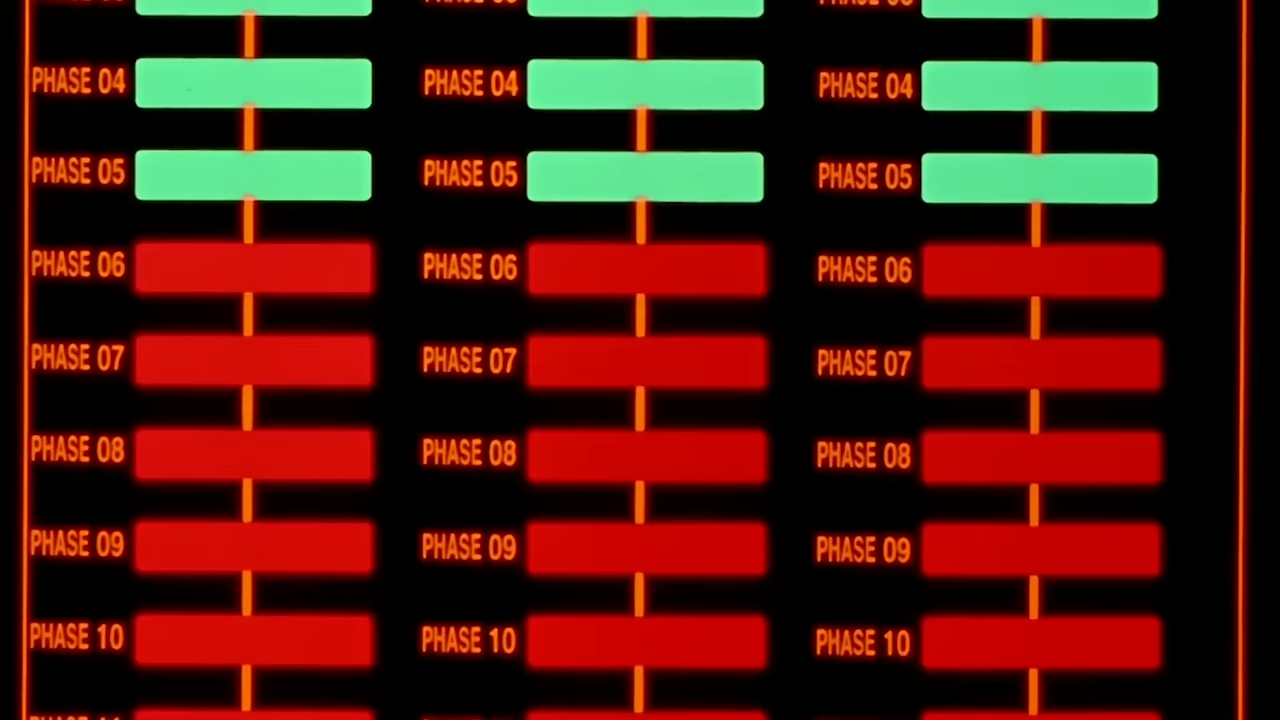 PHASE 04 PHASE 04 PHASE 04
PHASE 05 PHASE 05 PHASE 05
PHASE 06 PHASE 06 PHASE 06
PHASE 07 PHASE 07 PHASE 07
PHASE 08 PHASE 08 PHASE 08
PHASE 09 PHASE 09 PHASE 09
PHASE 10 PHASE 10 PHASE 10